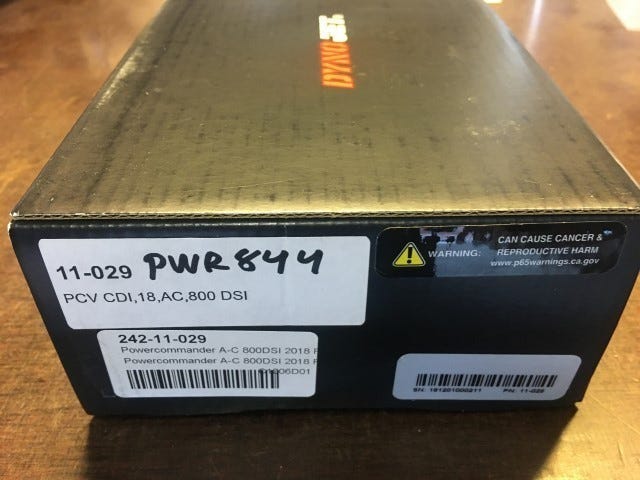 DYNO
11-029 PWR844
PCV CDI,18,AC,800 DSI
WARNING:
CAN CAUSE CANCER &
REPRODUCTIVE HARM
www.p65warnings.ca.gov
242-11-029
Powercommander A-C 800DSI 2018
Powercommander A-C 800DSI 2018
PN: 11-029